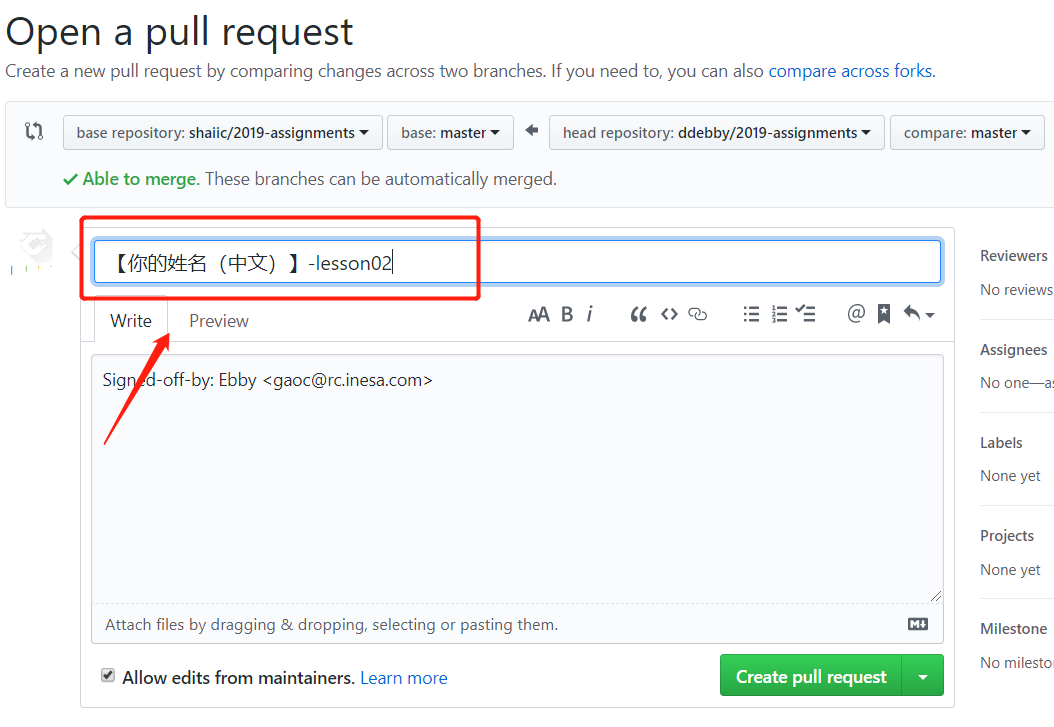 Open a pull request
Create a new pull request by comparing changes across two branches. If you need to, you can also compare across forks.
base repository: shaiic/2019-assignments base: master head repository: ddebby/2019-assignments compare: master
Able to merge. These branches can be automatically merged.
【你的姓名（中文）】-lesson02
Write Preview
AA B i “ <> @
Signed-off-by: Ebby <gaoc@rc.inesa.com>
Attach files by dragging & dropping, selecting or pasting them.
Allow edits from maintainers. Learn more
Create pull request
Reviewers
No reviews
Assignees
No one—as
Labels
None yet
Projects
None yet
Milestone
No milesto